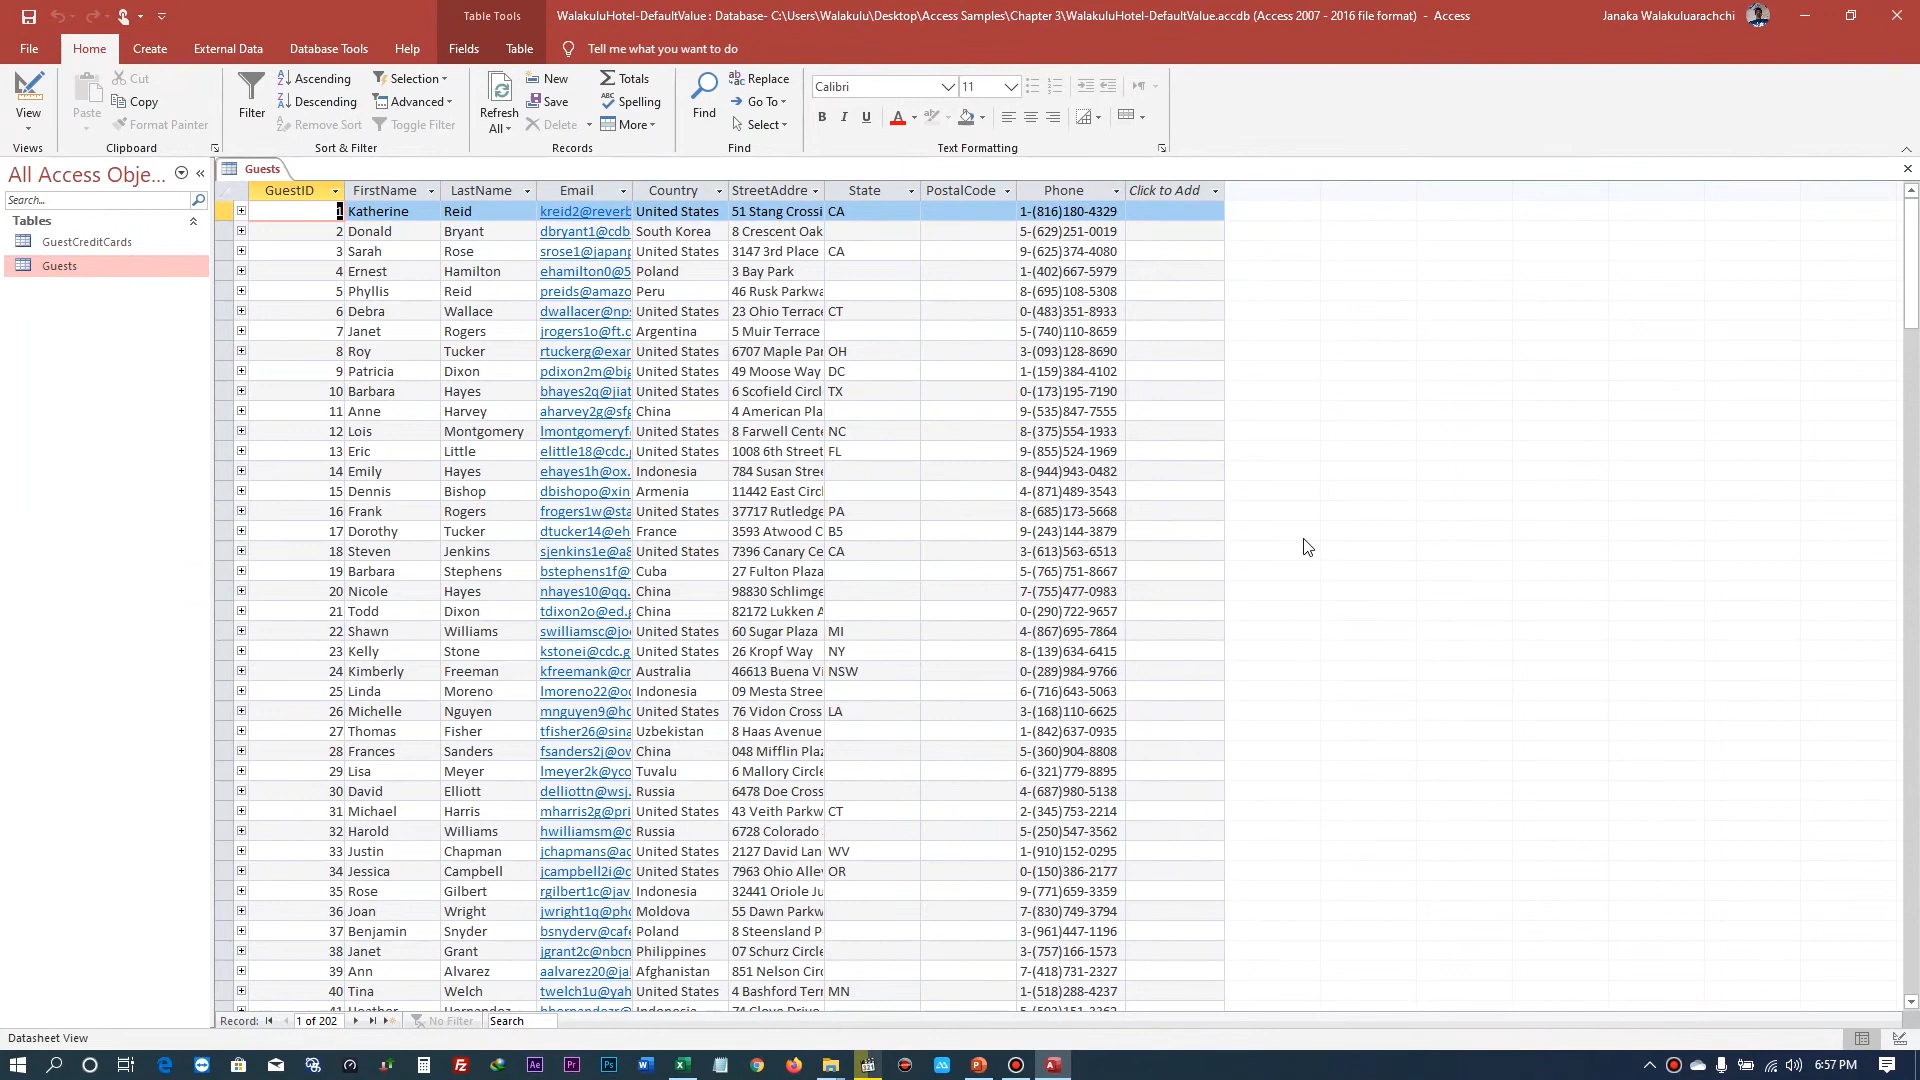 Table Tools
WalakuluHotel-DefaultValue : Database- C:\Users\Walakulu\Desktop\Access Samples\Chapter 3\WalakuluHotel-DefaultValue.accdb (Access 2007 - 2016 file format) - Access
Janaka Walakuluarachchi
File Home Create External Data Database Tools Help Fields Table Tell me what you want to do
Cut Ascending Selection New Totals Replace Calibri 11
View Paste Copy Filter Descending Advanced Refresh All Save Spelling Find Go To
Format Painter Remove Sort Toggle Filter Delete More Select B I U A
Views Clipboard Sort & Filter Records Find Text Formatting
All Access Obje...
Search...
Tables
GuestCreditCards
Guests
Guests
GuestID FirstName LastName Email Country StreetAddre State PostalCode Phone Click to Add
1 Katherine Reid kreid2@reverb United States 51 Stang Crossi CA 1-(816)180-4329
2 Donald Bryant dbryant1@cdb South Korea 8 Crescent Oak 5-(629)251-0019
3 Sarah Rose srose1@japanp United States 3147 3rd Place CA 9-(625)374-4080
4 Ernest Hamilton ehamilton0@5 Poland 3 Bay Park 1-(402)667-5979
5 Phyllis Reid preids@amazo Peru 46 Rusk Parkwa 8-(695)108-5308
6 Debra Wallace dwallacer@nps United States 23 Ohio Terrace CT 0-(483)351-8933
7 Janet Rogers jrogers1o@ft.c Argentina 5 Muir Terrace 5-(740)110-8659
8 Roy Tucker rtuckerg@exar United States 6707 Maple Par OH 3-(093)128-8690
9 Patricia Dixon pdixon2m@big United States 49 Moose Way DC 1-(159)384-4102
10 Barbara Hayes bhayes2q@jiat United States 6 Scofield Circl TX 0-(173)195-7190
11 Anne Harvey aharvey2g@sfg China 4 American Pla 9-(535)847-7555
12 Lois Montgomery lmontgomeryf United States 8 Farwell Cente NC 8-(375)554-1933
13 Eric Little elittle18@cdc. United States 1008 6th Street FL 9-(855)524-1969
14 Emily Hayes ehayes1h@ox. Indonesia 784 Susan Stree 8-(944)943-0482
15 Dennis Bishop dbishopo@xin Armenia 11442 East Circl 4-(871)489-3543
16 Frank Rogers frogers1w@sta United States 37717 Rutledge PA 8-(685)173-5668
17 Dorothy Tucker dtucker14@eh France 3593 Atwood C B5 9-(243)144-3879
18 Steven Jenkins sjenkins1e@a8 United States 7396 Canary Ce CA 3-(613)563-6513
19 Barbara Stephens bstephens1f@ Cuba 27 Fulton Plaza 5-(765)751-8667
20 Nicole Hayes nhayes10@qq. China 98830 Schlimge 7-(755)477-0983
21 Todd Dixon tdixon2o@ed.g China 82172 Lukken A 0-(290)722-9657
22 Shawn Williams swilliamsc@jo United States 60 Sugar Plaza MI 4-(867)695-7864
23 Kelly Stone kstonei@cdc.g United States 26 Kropf Way NY 8-(139)634-6415
24 Kimberly Freeman kfreemank@cr Australia 46613 Buena Vi NSW 0-(289)984-9766
25 Linda Moreno lmoreno22@oc Indonesia 09 Mesta Stree 6-(716)643-5063
26 Michelle Nguyen mnguyen9@hc United States 76 Vidon Cross LA 3-(168)110-6625
27 Thomas Fisher tfisher26@sina Uzbekistan 8 Haas Avenue 1-(842)637-0935
28 Frances Sanders fsanders2j@ov China 048 Mifflin Plaz 5-(360)904-8808
29 Lisa Meyer lmeyer2k@yco Tuvalu 6 Mallory Circle 6-(321)779-8895
30 David Elliott delliottn@wsj. Russia 6478 Doe Cross 4-(687)980-5138
31 Michael Harris mharris2g@pri United States 43 Veith Parkw CT 2-(345)753-2214
32 Harold Williams hwilliamsm@c Russia 6728 Colorado 5-(250)547-3562
33 Justin Chapman jchapmans@ac United States 2127 David Lan WV 1-(910)152-0295
34 Jessica Campbell jcampbell2i@c United States 7963 Ohio Alle OR 0-(150)386-2177
35 Rose Gilbert rgilbert1c@jav Indonesia 32441 Oriole Ju 9-(771)659-3359
36 Joan Wright jwright1q@pho Moldova 55 Dawn Parkw 7-(830)749-3794
37 Benjamin Snyder bsnyderv@cafe Poland 8 Steensland P 3-(961)447-1196
38 Janet Grant jgrant2c@nbcn Philippines 07 Schurz Circle 3-(757)166-1573
39 Ann Alvarez aalvarez20@ja Afghanistan 851 Nelson Circ 7-(418)731-2327
40 Tina Welch twelch1u@yah United States 4 Bashford Terr MN 1-(518)288-4237
Record: 1 of 202 No Filter Search
Datasheet View
6:57 PM